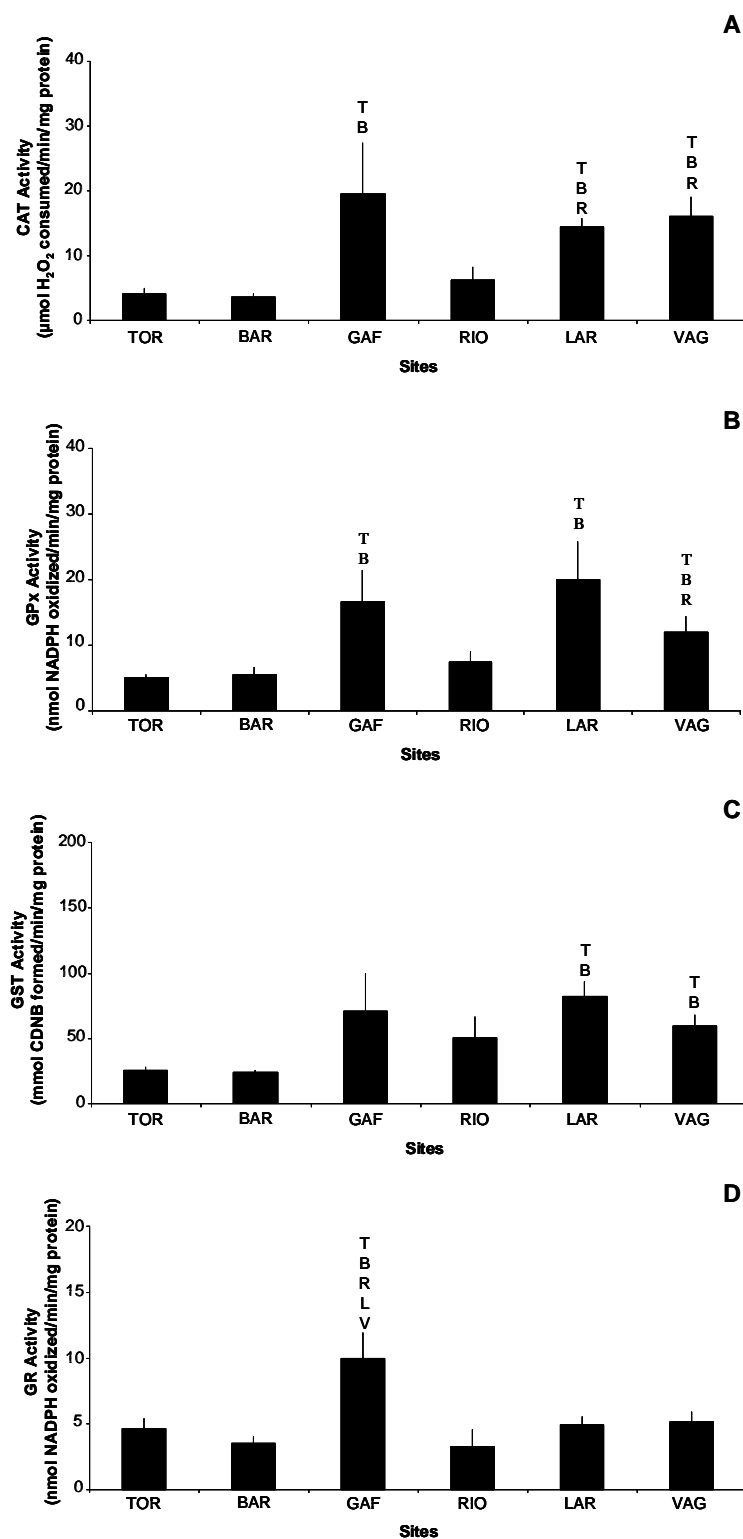 A
CAT Activity
(µmol H₂O₂ consumed/min/mg protein)
40
30
20
10
0
T
B
T
B
R
T
B
R
TOR BAR GAF RIO LAR VAG
Sites
B
GPx Activity
(nmol NADPH oxidized/min/mg protein)
40
30
20
10
0
T
B
T
B
T
B
R
TOR BAR GAF RIO LAR VAG
Sites
C
GST Activity
(mmol CDNB formed/min/mg protein)
200
150
100
50
0
T
B
T
B
TOR BAR GAF RIO LAR VAG
Sites
D
GR Activity
(nmol NADPH oxidized/min/mg protein)
20
15
10
5
0
T
B
R
L
V
TOR BAR GAF RIO LAR VAG
Sites